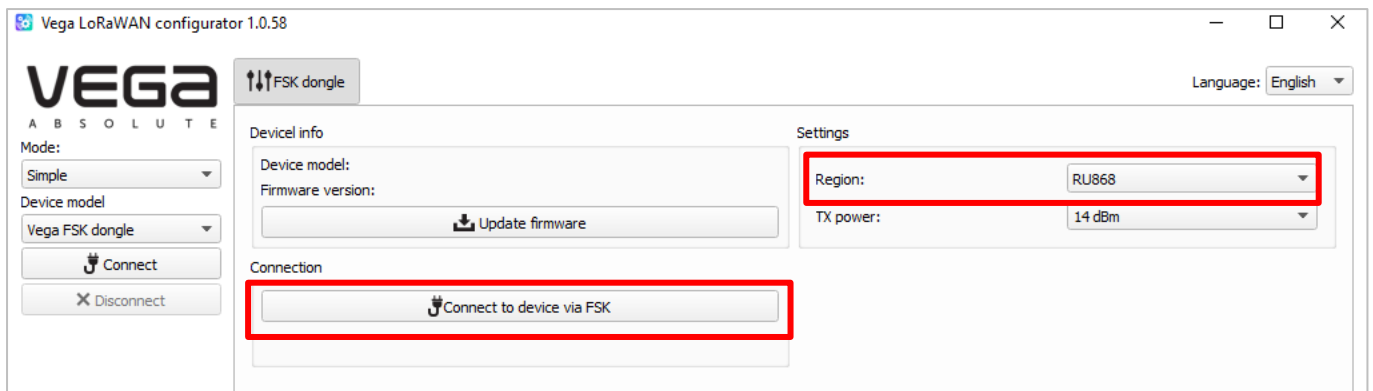 Vega LoRaWAN configurator 1.0.58
VEGA
ABSOLUTE
Mode:
Simple
Device model
Vega FSK dongle
Connect
Disconnect
FSK dongle
Language: English
Devicel info
Device model:
Firmware version:
Update firmware
Connection
Connect to device via FSK
Settings
Region: RU868
TX power: 14 dBm